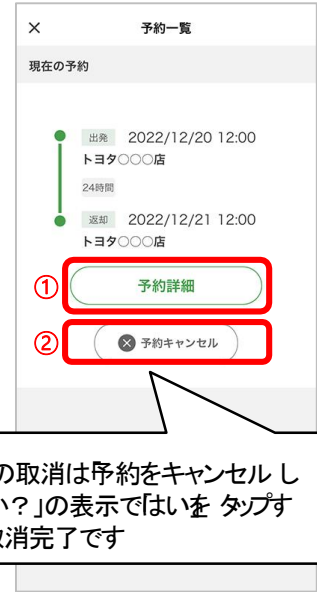 × 予約一覧
現在の予約
出発 2022/12/20 12:00
トヨタ○○○店
24時間
返却 2022/12/21 12:00
トヨタ○○○店
① 予約詳細
② 予約キャンセル
の取消は「予約をキャンセルし
い？」の表示で「はい」を タップす
取消完了です